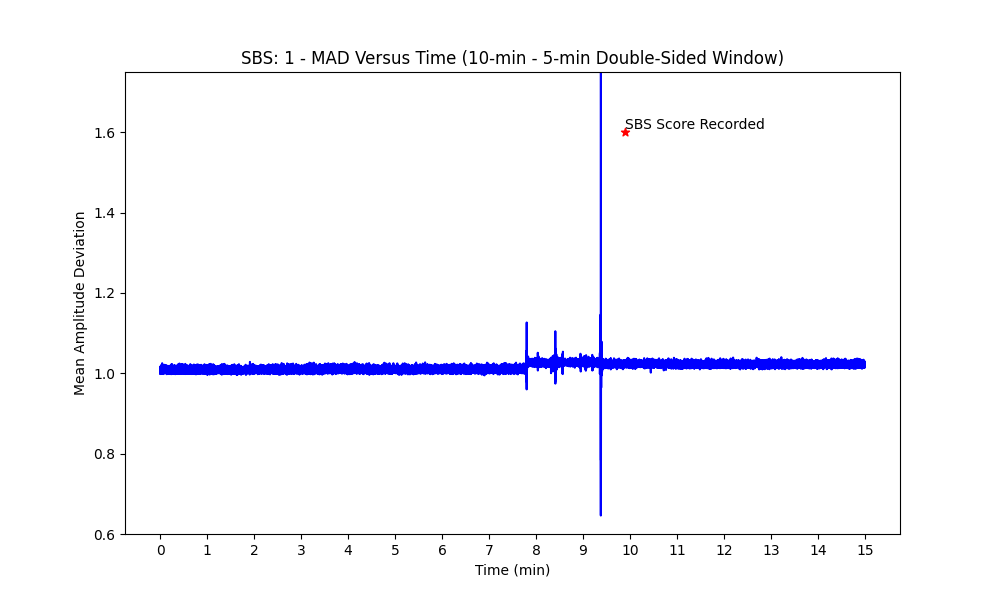 SBS: 1 - MAD Versus Time (10-min - 5-min Double-Sided Window)
SBS Score Recorded
Mean Amplitude Deviation
1.6
1.4
1.2
1.0
0.8
0.6
0 1 2 3 4 5 6 7 8 9 10 11 12 13 14 15
Time (min)